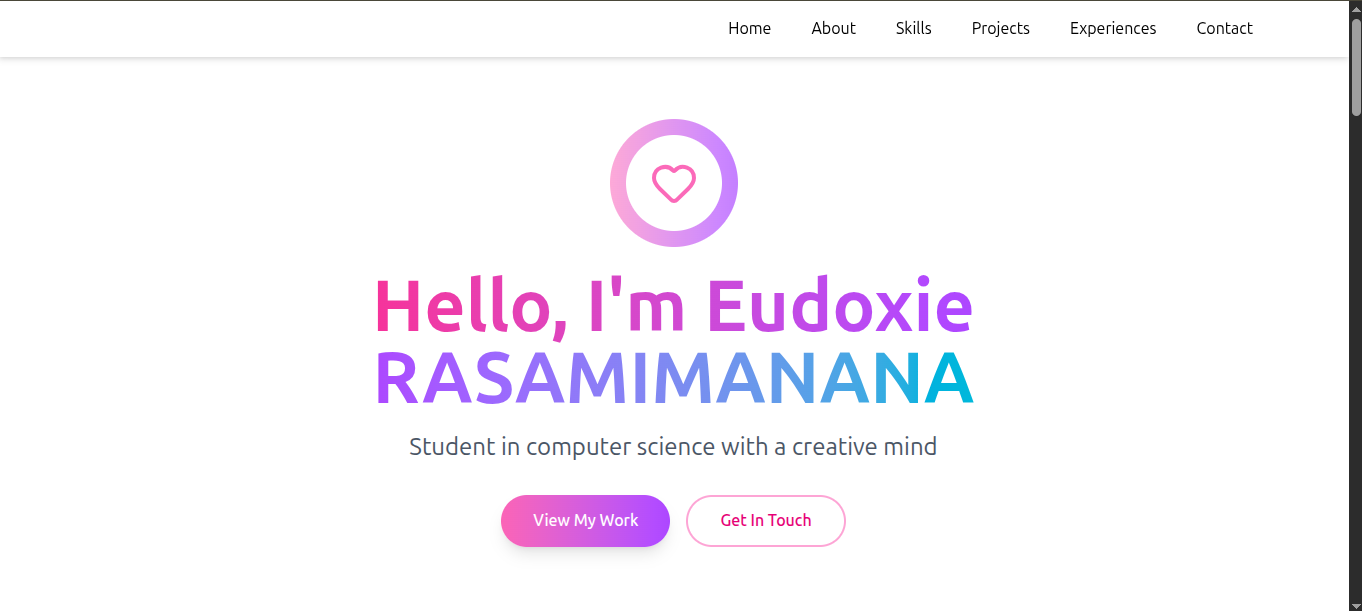 Home About Skills Projects Experiences Contact
Hello, I'm Eudoxie
RASAMIMANANA
Student in computer science with a creative mind
View My Work Get In Touch